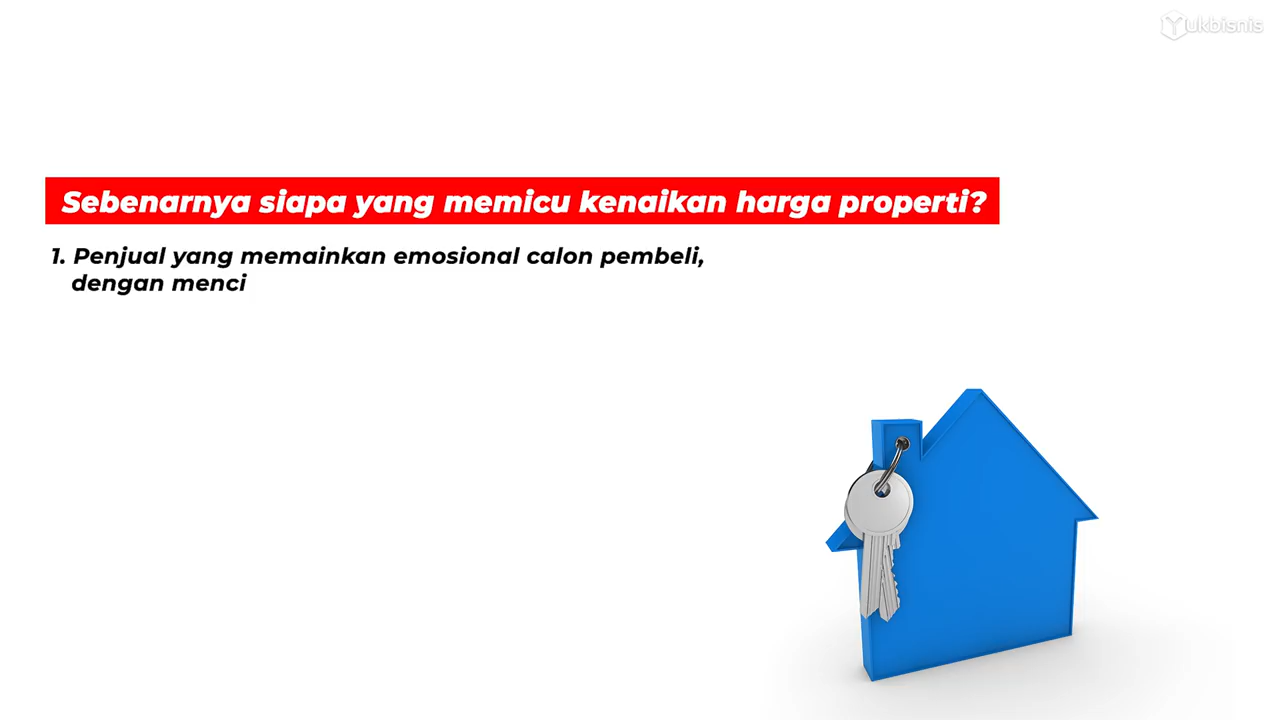 Yukbisnis
Sebenarnya siapa yang memicu kenaikan harga properti?
1. Penjual yang memainkan emosional calon pembeli,
dengan menci